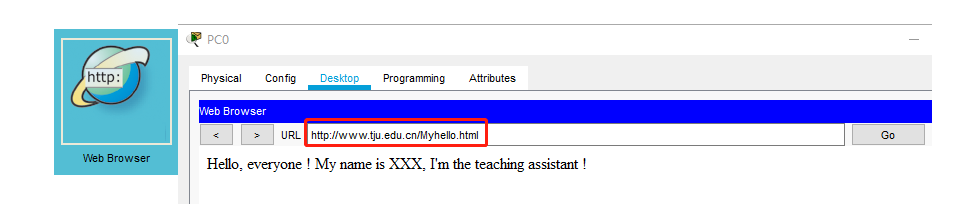 http:
Web Browser
PC0
Physical Config Desktop Programming Attributes
Web Browser
< > URL http://www.tju.edu.cn/Myhello.html Go
Hello, everyone ! My name is XXX, I'm the teaching assistant !